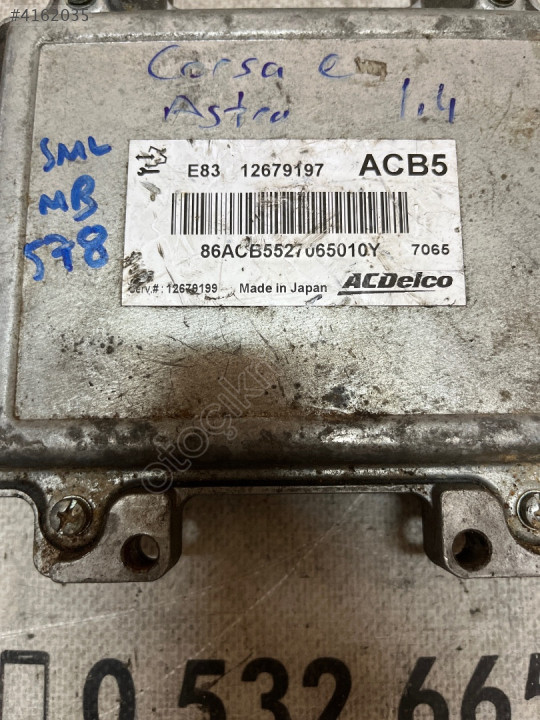 #4162035
Corsa e
Astra 1.4
SML
MB
578
E83 12679197 ACB5
86ACB5527065010Y 7065
Serv.#: 12679199 Made in Japan ACDelco
0 532 665